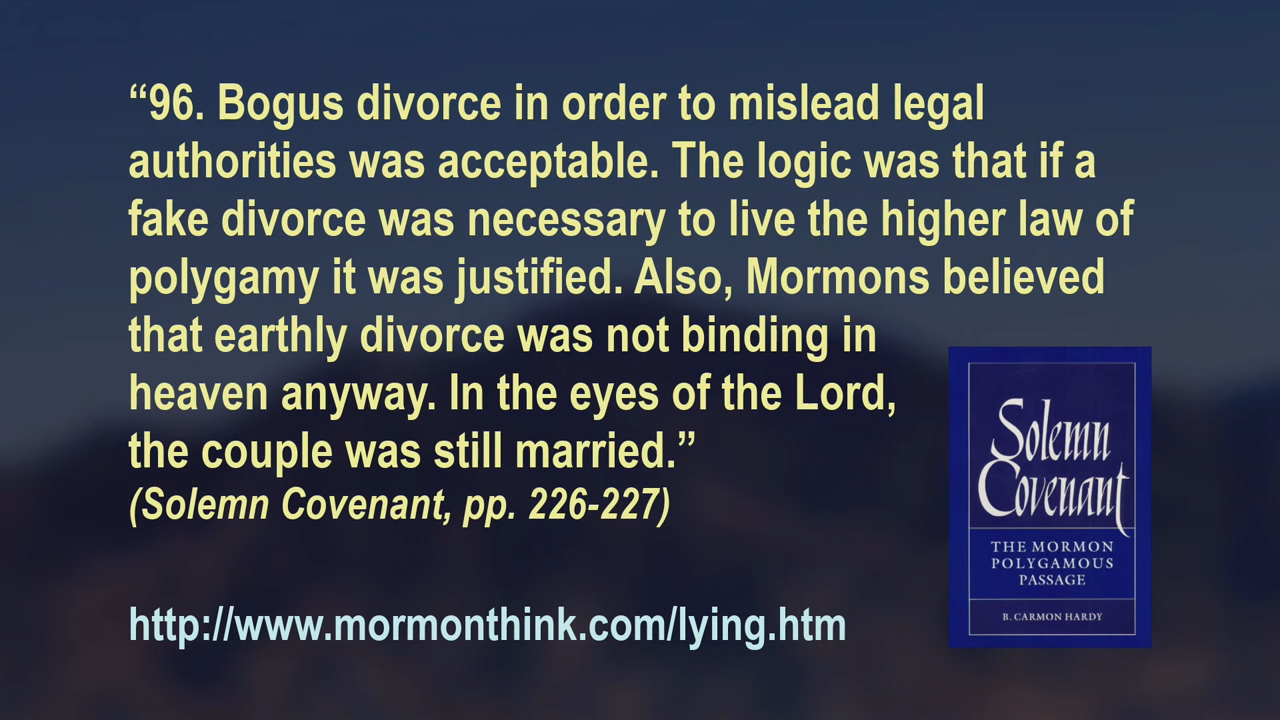 “96. Bogus divorce in order to mislead legal
authorities was acceptable. The logic was that if a
fake divorce was necessary to live the higher law of
polygamy it was justified. Also, Mormons believed
that earthly divorce was not binding in
heaven anyway. In the eyes of the Lord,
the couple was still married.”
(Solemn Covenant, pp. 226-227)
http://www.mormonthink.com/lying.htm
Solemn
Covenant
THE MORMON
POLYGAMOUS
PASSAGE
B. CARMON HARDY